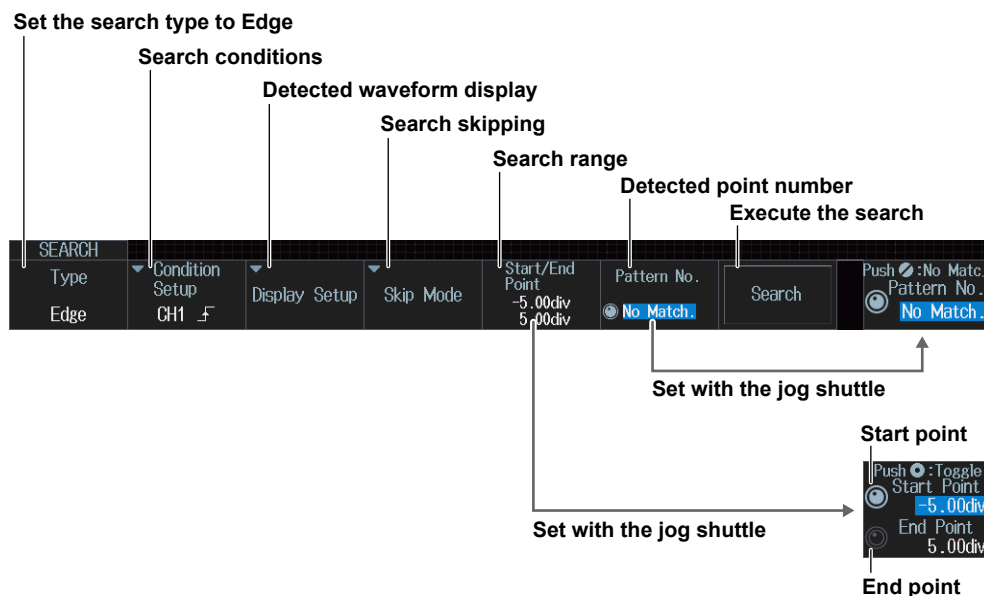 Set the search type to Edge
Search conditions
Detected waveform display
Search skipping
Search range
Detected point number
Execute the search
SEARCH
Type
Edge
Condition
Setup
CH1
Display Setup
Skip Mode
Start/End
Point
-5.00div
5.00div
Pattern No.
No Match.
Search
Push :No Matc
Pattern No.
No Match.
Set with the jog shuttle
Start point
Push :Toggle
Start Point
-5.00div
End Point
5.00div
Set with the jog shuttle
End point